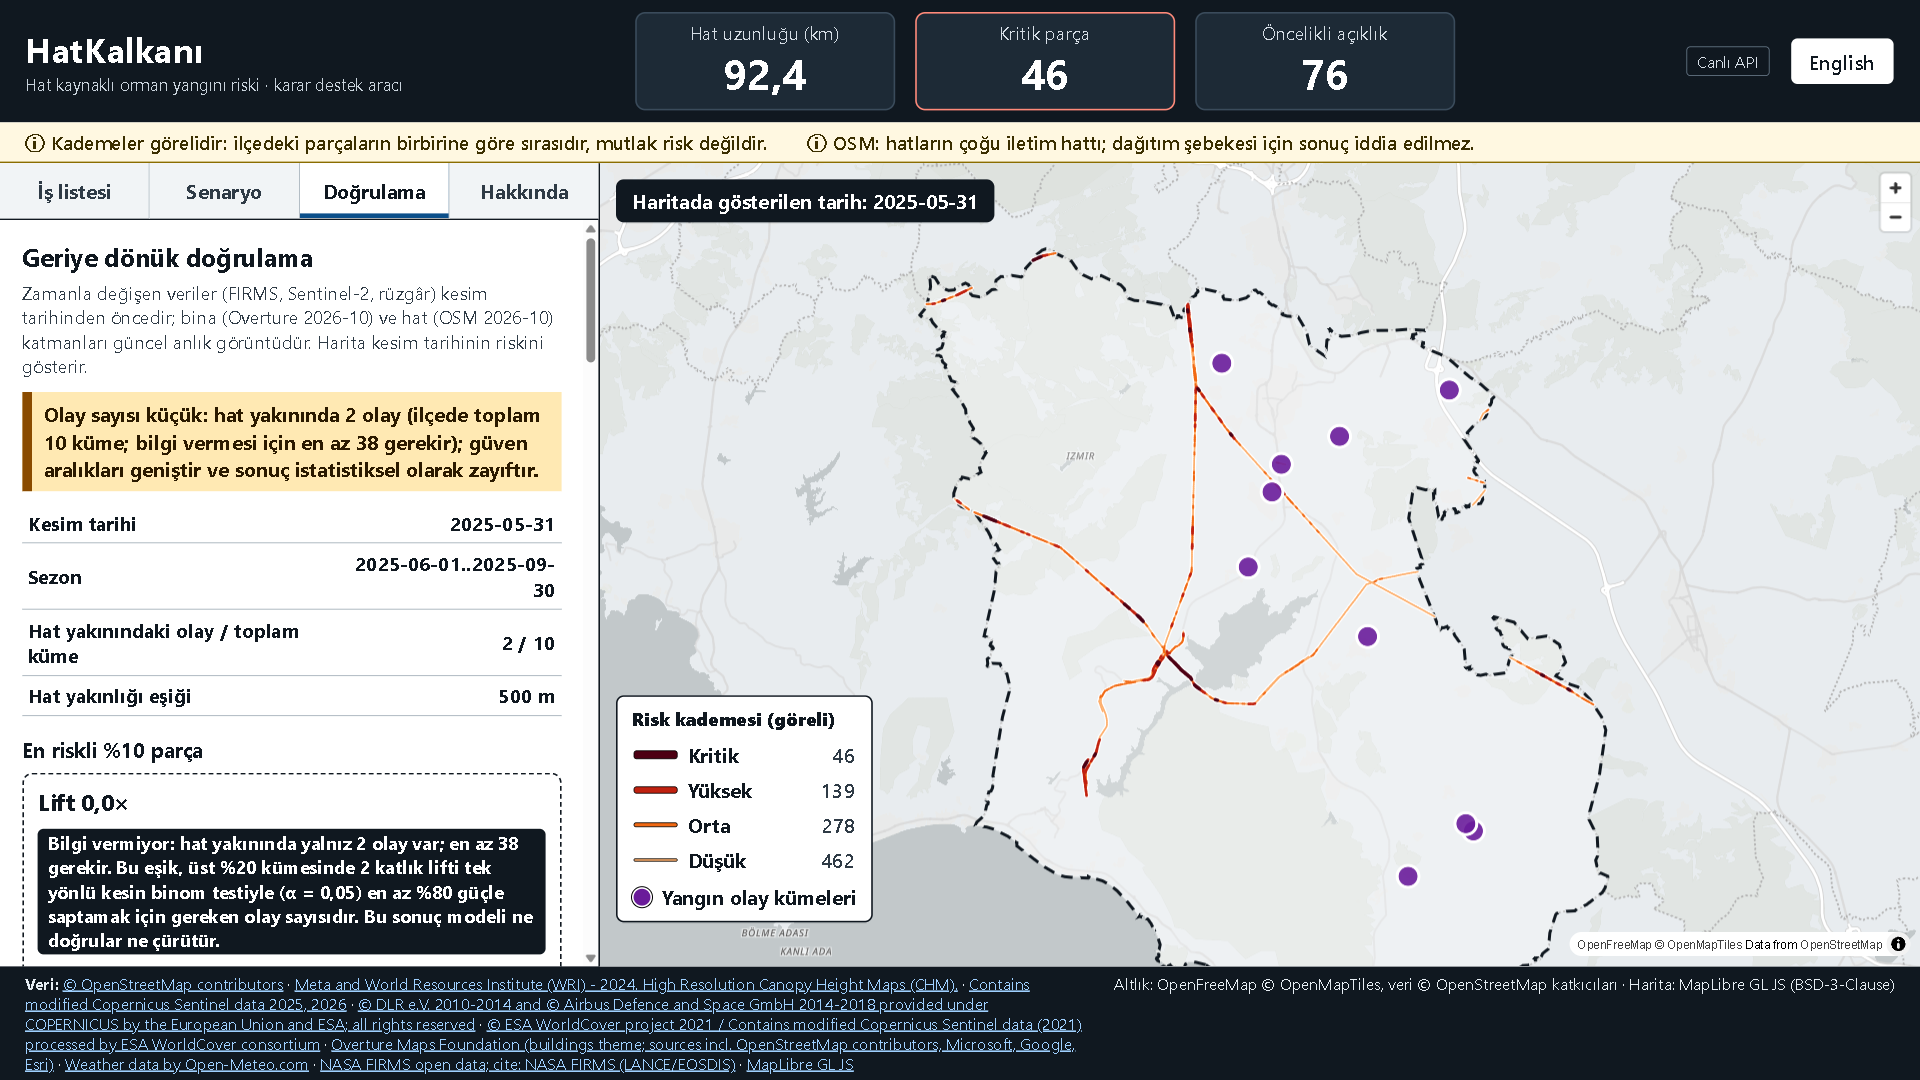 HatKalkanı
Hat kaynaklı orman yangını riski · karar destek aracı
Hat uzunluğu (km)
92,4
Kritik parça
46
Öncelikli açıklık
76
Canlı API
English
ⓘ Kademeler görelidir: ilçedeki parçaların birbirine göre sırasıdır, mutlak risk değildir.
ⓘ OSM: hatların çoğu iletim hattı; dağıtım şebekesi için sonuç iddia edilmez.
İş listesi
Senaryo
Doğrulama
Hakkında
Geriye dönük doğrulama
Zamanla değişen veriler (FIRMS, Sentinel-2, rüzgâr) kesim
tarihinden öncedir; bina (Overture 2026-10) ve hat (OSM 2026-10)
katmanları güncel anlık görüntüdür. Harita kesim tarihinin riskini
gösterir.
Olay sayısı küçük: hat yakınında 2 olay (ilçede toplam
10 küme; bilgi vermesi için en az 38 gerekir); güven
aralıkları geniştir ve sonuç istatistiksel olarak zayıftır.
Kesim tarihi
2025-05-31
Sezon
2025-06-01..2025-09-
30
Hat yakınındaki olay / toplam
küme
2 / 10
Hat yakınlığı eşiği
500 m
En riskli %10 parça
Lift 0,0×
Bilgi vermiyor: hat yakınında yalnız 2 olay var; en az 38
gerekir. Bu eşik, üst %20 kümesinde 2 katlık lifti tek
yönlü kesin binom testiyle (α = 0,05) en az %80 güçle
saptamak için gereken olay sayısıdır. Bu sonuç modeli ne
doğrular ne çürütür.
Haritada gösterilen tarih: 2025-05-31
+
−
IZMIR
Risk kademesi (göreli)
Kritik 46
Yüksek 139
Orta 278
Düşük 462
Yangın olay kümeleri
BÖLME ADASI
KANLI ADA
OpenFreeMap © OpenMapTiles Data from OpenStreetMap
Veri: © OpenStreetMap contributors · Meta and World Resources Institute (WRI) - 2024. High Resolution Canopy Height Maps (CHM). · Contains
modified Copernicus Sentinel data 2025, 2026 · © DLR e.V. 2010-2014 and © Airbus Defence and Space GmbH 2014-2018 provided under
COPERNICUS by the European Union and ESA; all rights reserved · © ESA WorldCover project 2021 / Contains modified Copernicus Sentinel data (2021)
processed by ESA WorldCover consortium · Overture Maps Foundation (buildings theme; sources incl. OpenStreetMap contributors, Microsoft, Google,
Esri) · Weather data by Open-Meteo.com · NASA FIRMS open data; cite: NASA FIRMS (LANCE/EOSDIS) · MapLibre GL JS
Altlık: OpenFreeMap © OpenMapTiles, veri © OpenStreetMap katkıcıları · Harita: MapLibre GL JS (BSD-3-Clause)